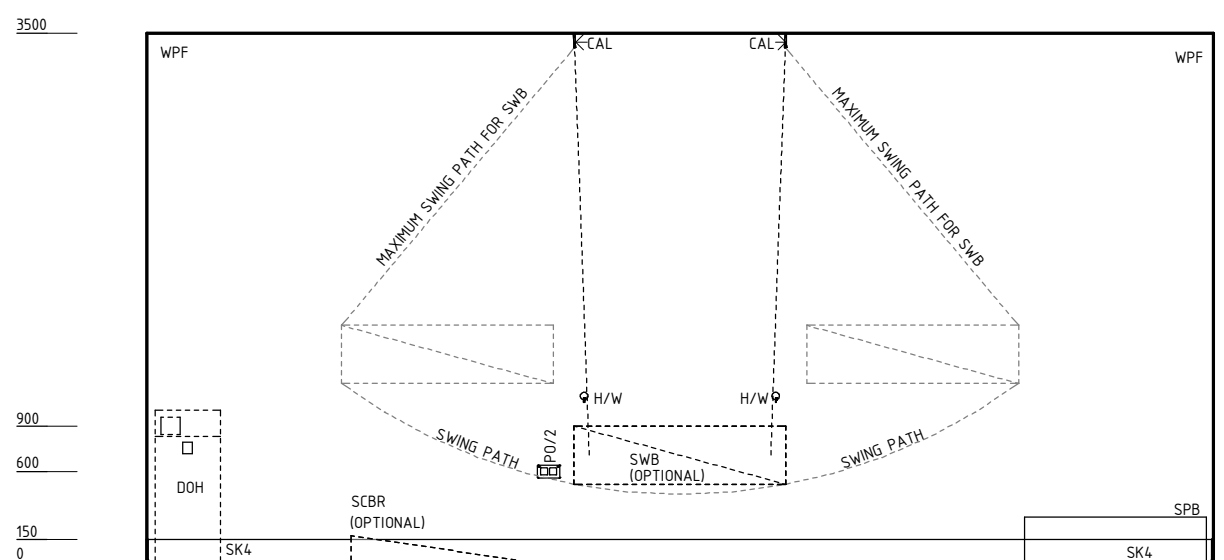 3500
WPF
CAL
CAL
WPF
MAXIMUM SWING PATH FOR SWB
MAXIMUM SWING PATH FOR SWB
H/W
H/W
900
SWING PATH
PO/2
SWB
(OPTIONAL)
SWING PATH
600
DOH
SCBR
(OPTIONAL)
SPB
150
SK4
SK4
0